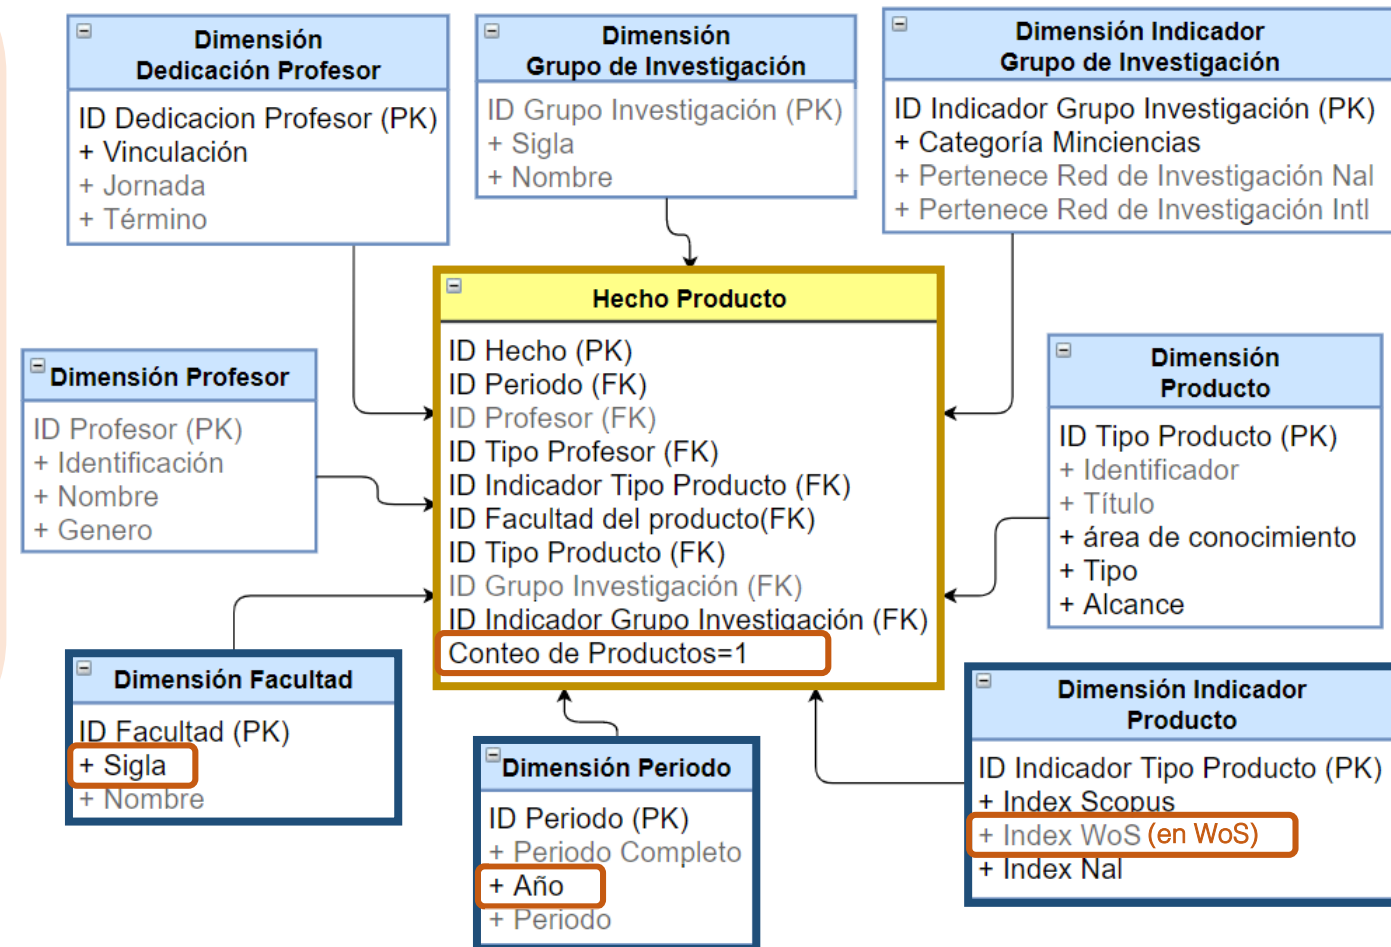 Dimensión
Dedicación Profesor
ID Dedicacion Profesor (PK)
+ Vinculación
+ Jornada
+ Término
Dimensión
Grupo de Investigación
ID Grupo Investigación (PK)
+ Sigla
+ Nombre
Dimensión Indicador
Grupo de Investigación
ID Indicador Grupo Investigación (PK)
+ Categoría Minciencias
+ Pertenece Red de Investigación Nal
+ Pertenece Red de Investigación Intl
Dimensión Profesor
ID Profesor (PK)
+ Identificación
+ Nombre
+ Genero
Hecho Producto
ID Hecho (PK)
ID Periodo (FK)
ID Profesor (FK)
ID Tipo Profesor (FK)
ID Indicador Tipo Producto (FK)
ID Facultad del producto(FK)
ID Tipo Producto (FK)
ID Grupo Investigación (FK)
ID Indicador Grupo Investigación (FK)
Conteo de Productos=1
Dimensión
Producto
ID Tipo Producto (PK)
+ Identificador
+ Título
+ área de conocimiento
+ Tipo
+ Alcance
Dimensión Facultad
ID Facultad (PK)
+ Sigla
+ Nombre
Dimensión Periodo
ID Periodo (PK)
+ Periodo Completo
+ Año
+ Periodo
Dimensión Indicador
Producto
ID Indicador Tipo Producto (PK)
+ Index Scopus
+ Index WoS (en WoS)
+ Index Nal